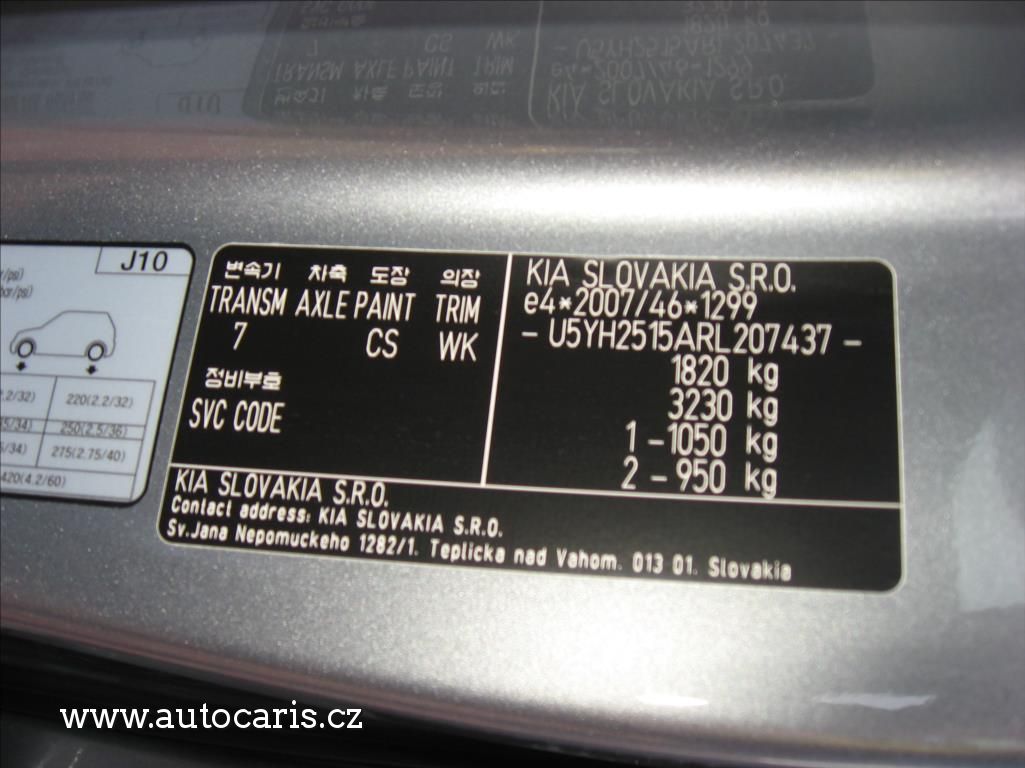 J10
220(2.2/32)
250(2.5/36)
275(2.75/40)
420(4.2/60)
변속기 차축 도장 의장
TRANSM AXLE PAINT TRIM
7 CS WK
정비부호
SVC CODE
KIA SLOVAKIA S.R.O.
e4*2007/46*1299
- U5YH2515ARL207437 -
1820 kg
3230 kg
1 -1050 kg
2 -950 kg
KIA SLOVAKIA S.R.O.
Contact address: KIA SLOVAKIA S.R.O.
Sv.Jana Nepomuckeho 1282/1. Teplicka nad Vahom. 013 01. Slovakia
www.autocaris.cz